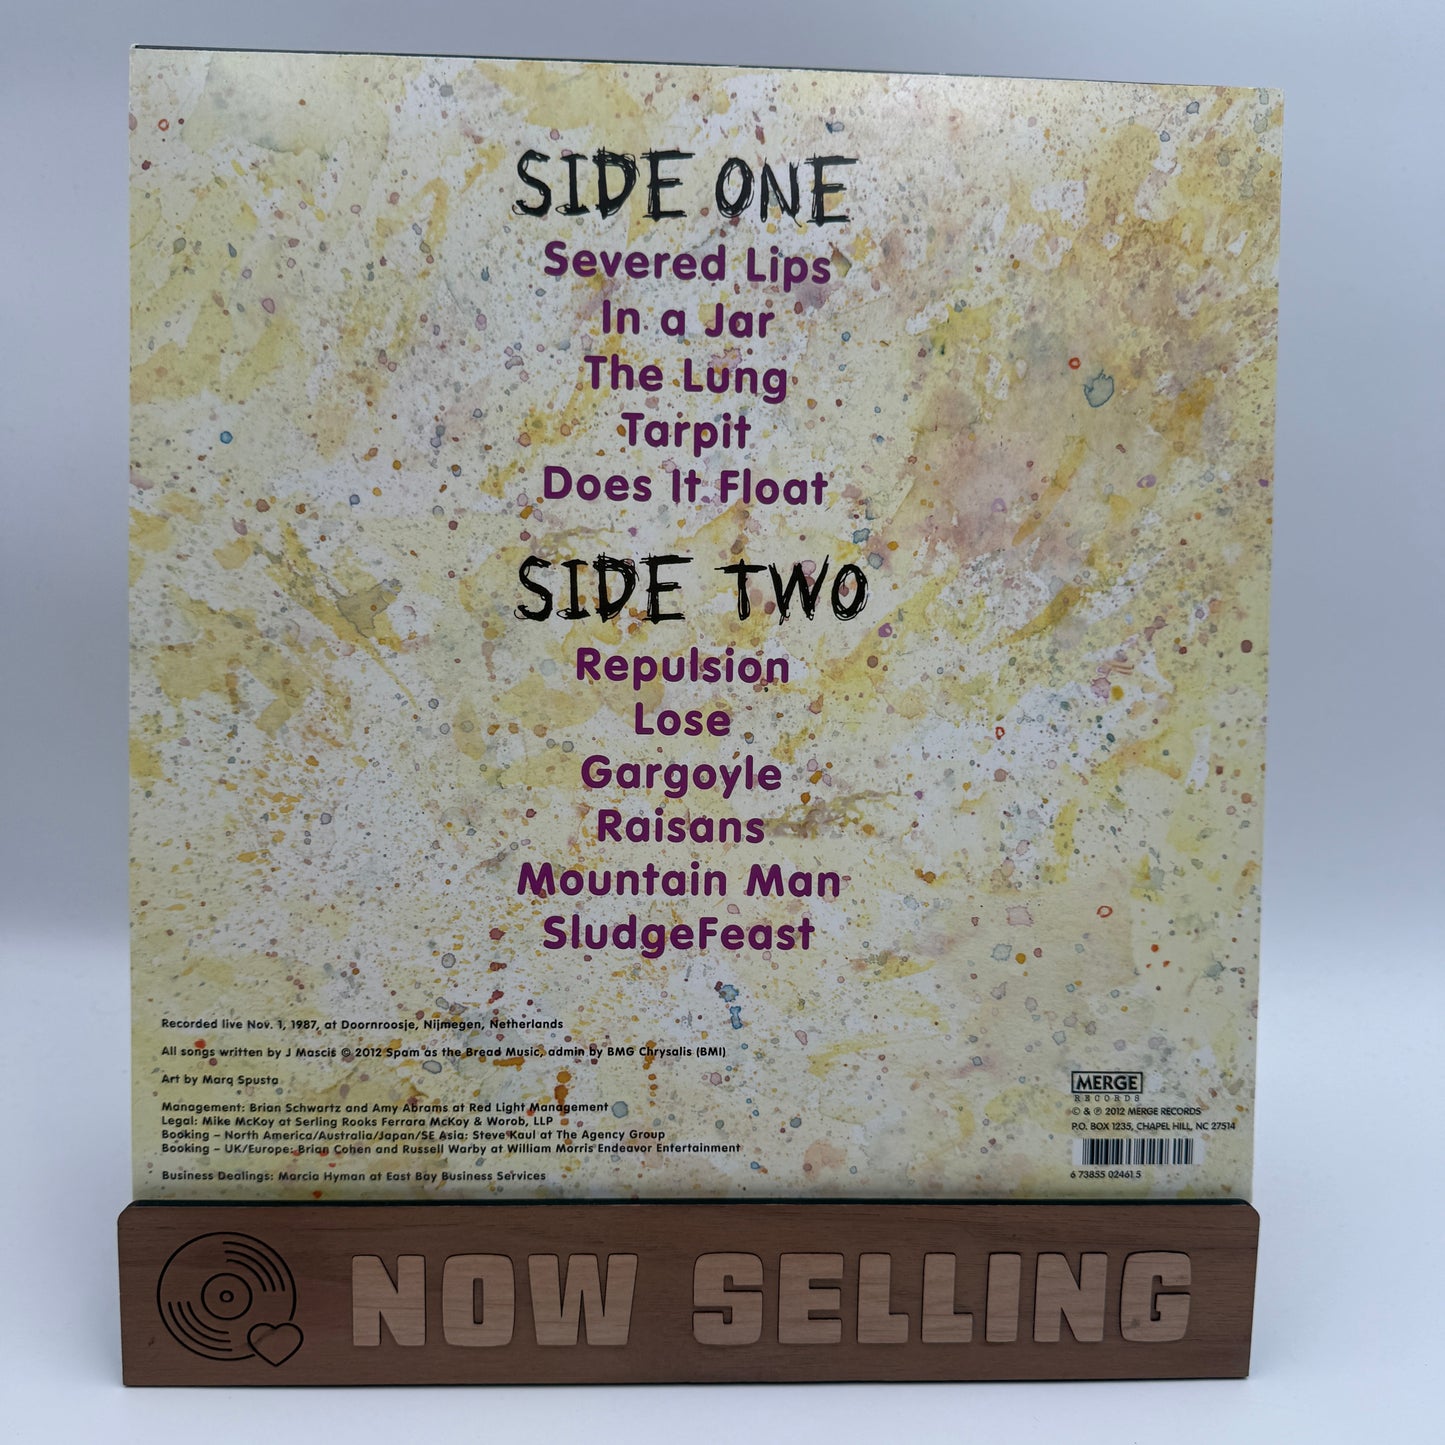 SIDE ONE
Severed Lips
In a Jar
The Lung
Tarpit
Does It Float
SIDE TWO
Repulsion
Lose
Gargoyle
Raisans
Mountain Man
SludgeFeast
Recorded live Nov. 1, 1987, at Doornroosje, Nijmegen, Netherlands
All songs written by J Mascis © 2012 Spam as the Bread Music, admin by BMG Chrysalis (BMI)
Art by Marq Spusta
Management: Brian Schwartz and Amy Abrams at Red Light Management
Legal: Mike McKoy at Serling Rooks Ferrara McKoy & Worob, LLP
Booking – North America/Australia/Japan/SE Asia: Steve Kaul at The Agency Group
Booking – UK/Europe: Brian Cohen and Russell Warby at William Morris Endeavor Entertainment
Business Dealings: Marcia Hyman at East Bay Business Services
MERGE
RECORDS
© & ℗ 2012 MERGE RECORDS
P.O. BOX 1235, CHAPEL HILL, NC 27514
6 73855 02461 5
NOW SELLING